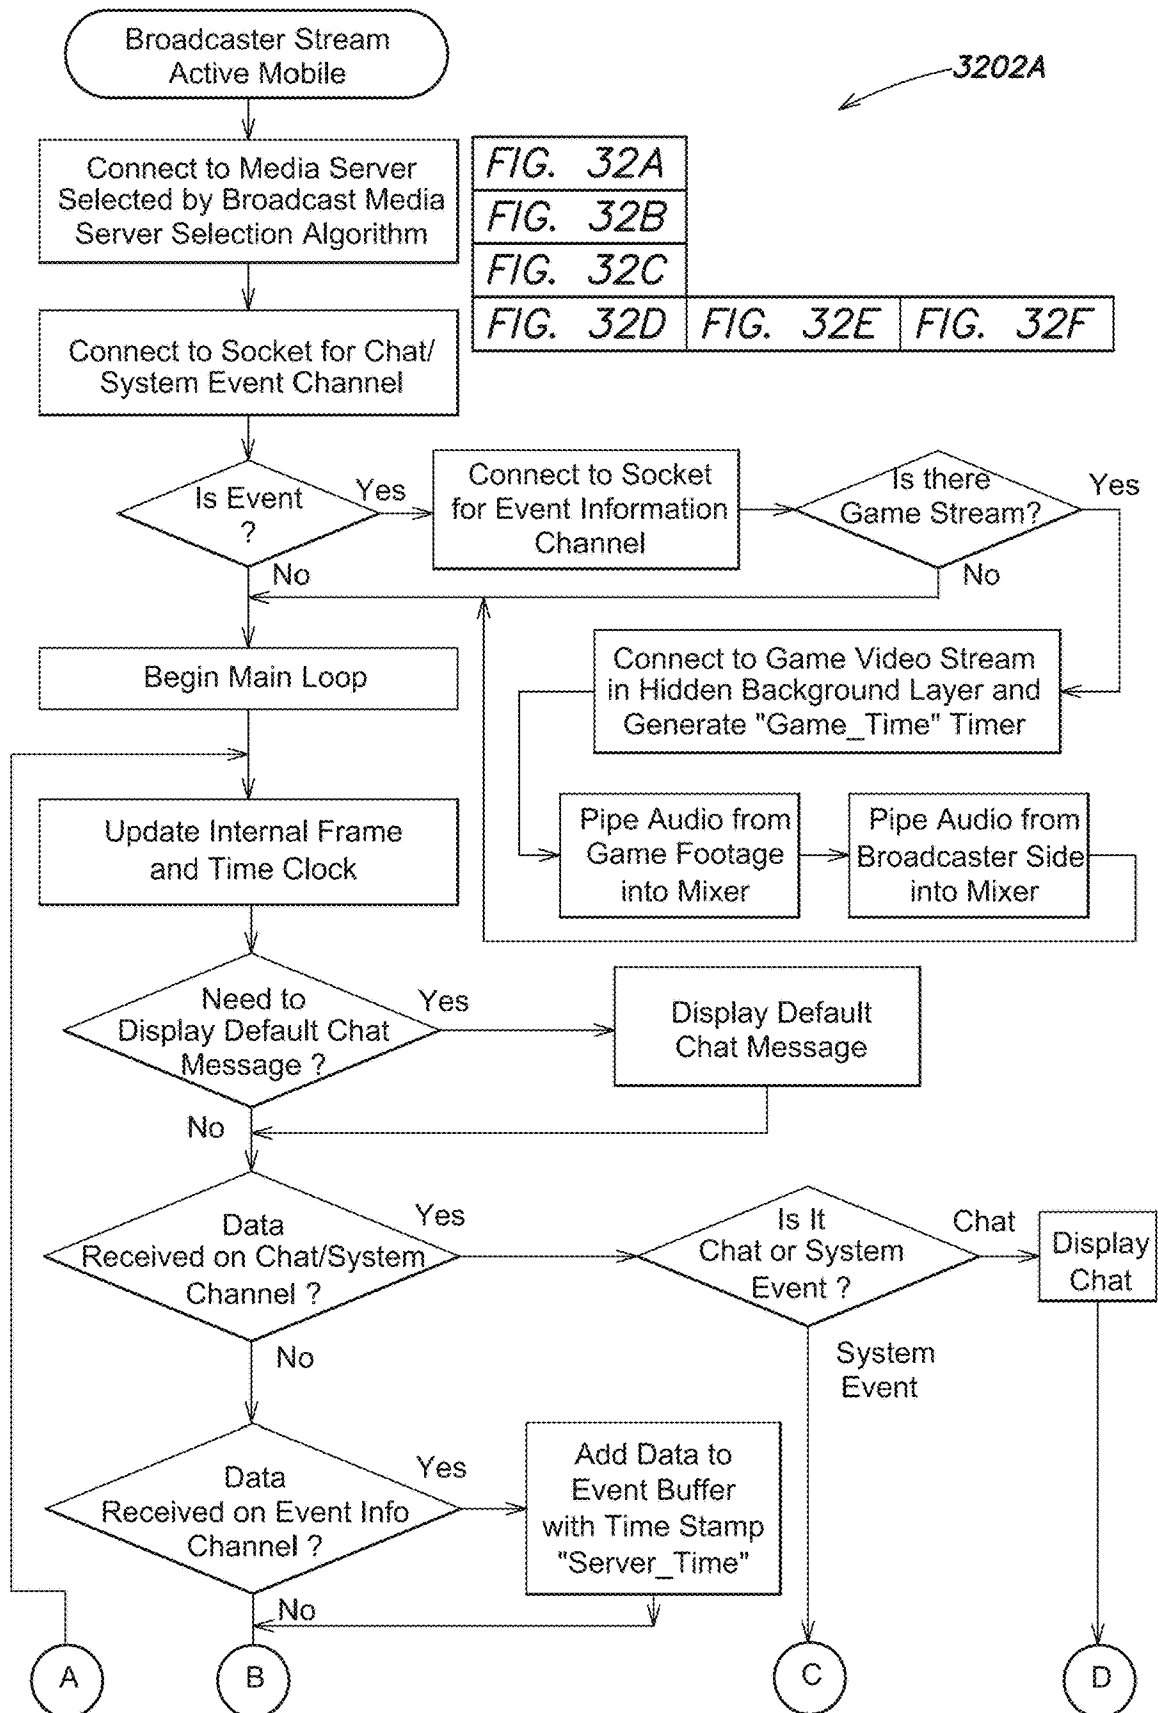 Broadcaster Stream
Active Mobile
3202A
Connect to Media Server
Selected by Broadcast Media
Server Selection Algorithm
FIG. 32A
FIG. 32B
FIG. 32C
FIG. 32D
FIG. 32E
FIG. 32F
Connect to Socket for Chat/
System Event Channel
Is Event
?
Yes
No
Connect to Socket
for Event Information
Channel
Is there
Game Stream?
Yes
No
Begin Main Loop
Connect to Game Video Stream
in Hidden Background Layer and
Generate "Game_Time" Timer
Pipe Audio from
Game Footage
into Mixer
Pipe Audio from
Broadcaster Side
into Mixer
Update Internal Frame
and Time Clock
Need to
Display Default Chat
Message ?
Yes
No
Display Default
Chat Message
Data
Received on Chat/System
Channel ?
Yes
No
Is It
Chat or System
Event ?
Chat
System
Event
Display
Chat
Data
Received on Event Info
Channel ?
Yes
No
Add Data to
Event Buffer
with Time Stamp
"Server_Time"
A
B
C
D